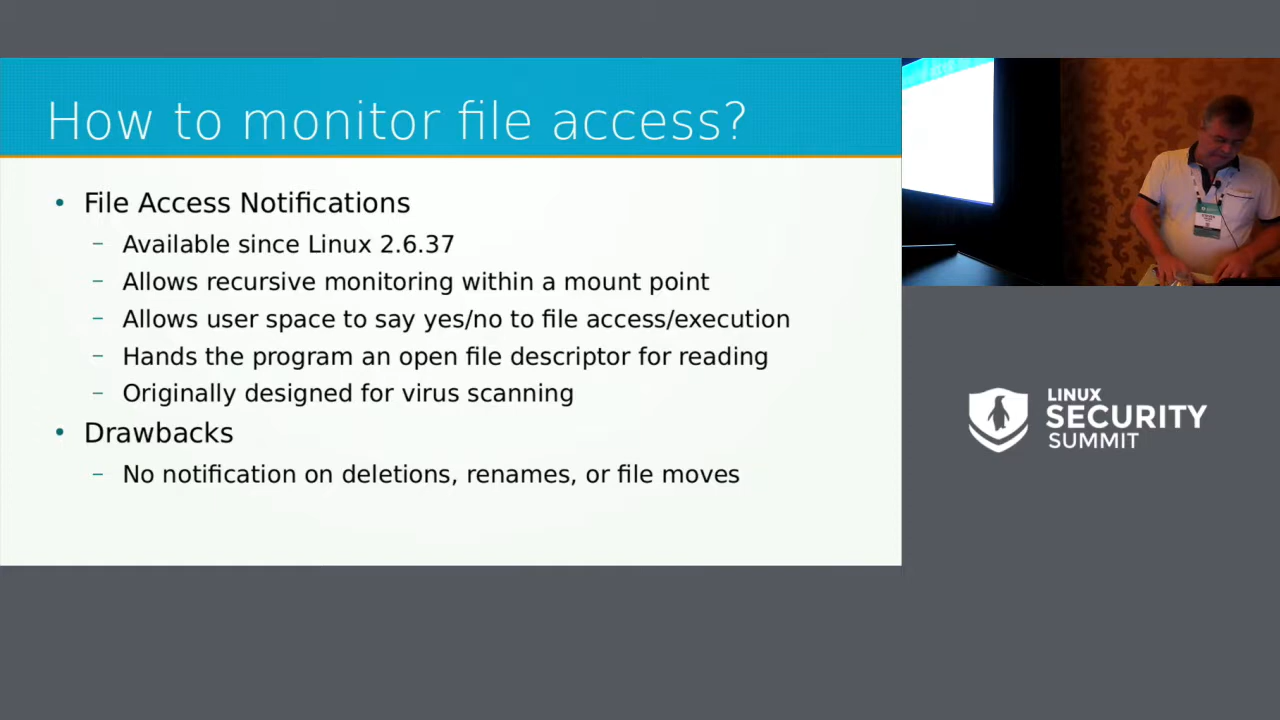 How to monitor file access?
• File Access Notifications
– Available since Linux 2.6.37
– Allows recursive monitoring within a mount point
– Allows user space to say yes/no to file access/execution
– Hands the program an open file descriptor for reading
– Originally designed for virus scanning
• Drawbacks
– No notification on deletions, renames, or file moves
LINUX
SECURITY
SUMMIT